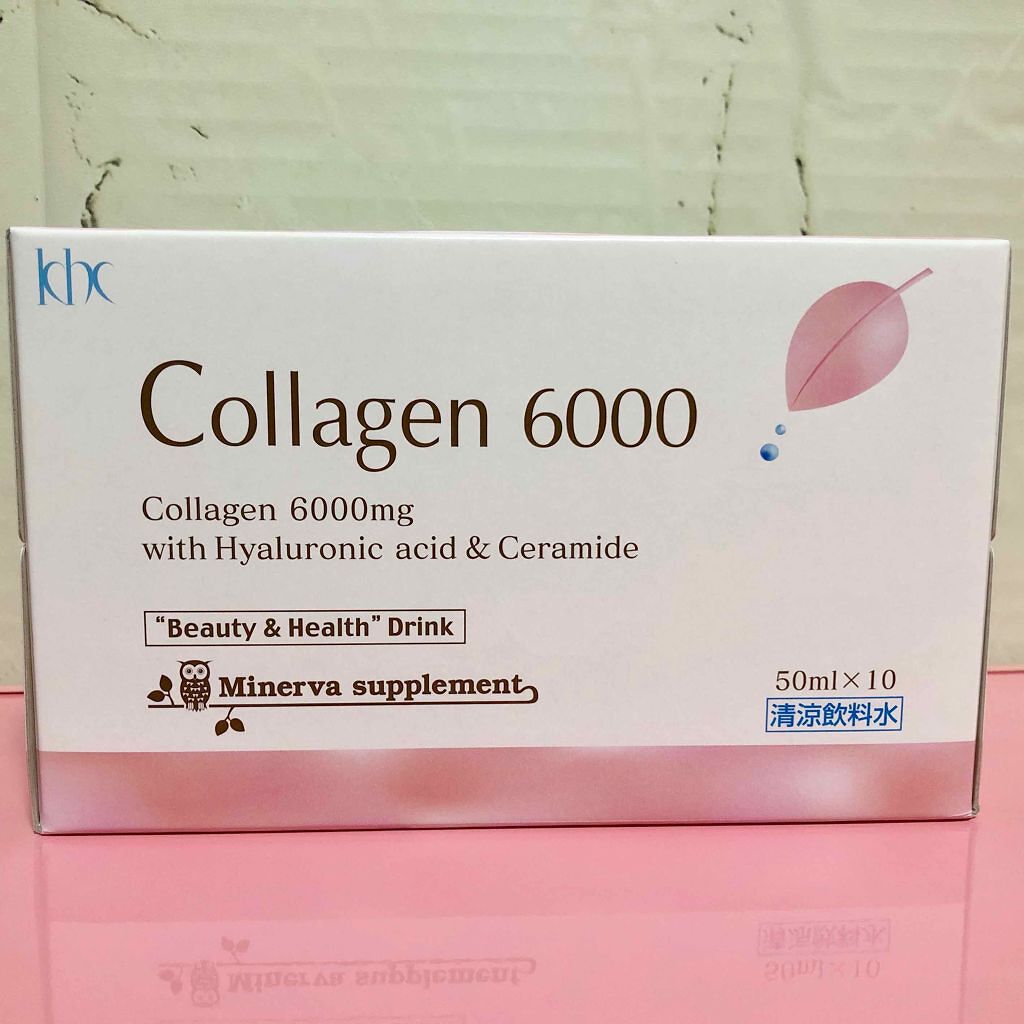 khc
Collagen 6000
Collagen 6000mg
with Hyaluronic acid & Ceramide
"Beauty & Health" Drink
Minerva supplement
50ml×10
清涼飲料水